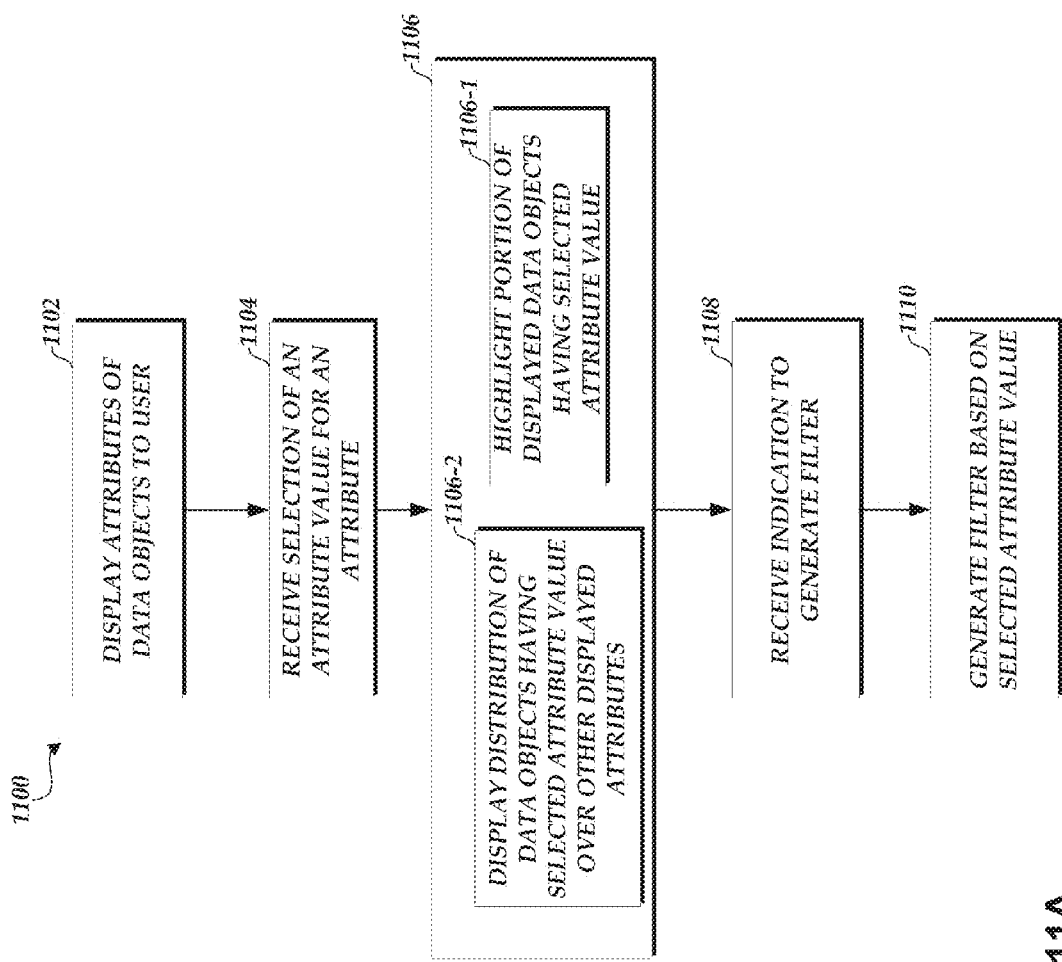 1100
1102
DISPLAY ATTRIBUTES OF
DATA OBJECTS TO USER
1104
RECEIVE SELECTION OF AN
ATTRIBUTE VALUE FOR AN
ATTRIBUTE
1106
1106-2
DISPLAY DISTRIBUTION OF
DATA OBJECTS HAVING
SELECTED ATTRIBUTE VALUE
OVER OTHER DISPLAYED
ATTRIBUTES
1106-1
HIGHLIGHT PORTION OF
DISPLAYED DATA OBJECTS
HAVING SELECTED
ATTRIBUTE VALUE
1108
RECEIVE INDICATION TO
GENERATE FILTER
1110
GENERATE FILTER BASED ON
SELECTED ATTRIBUTE VALUE
11A